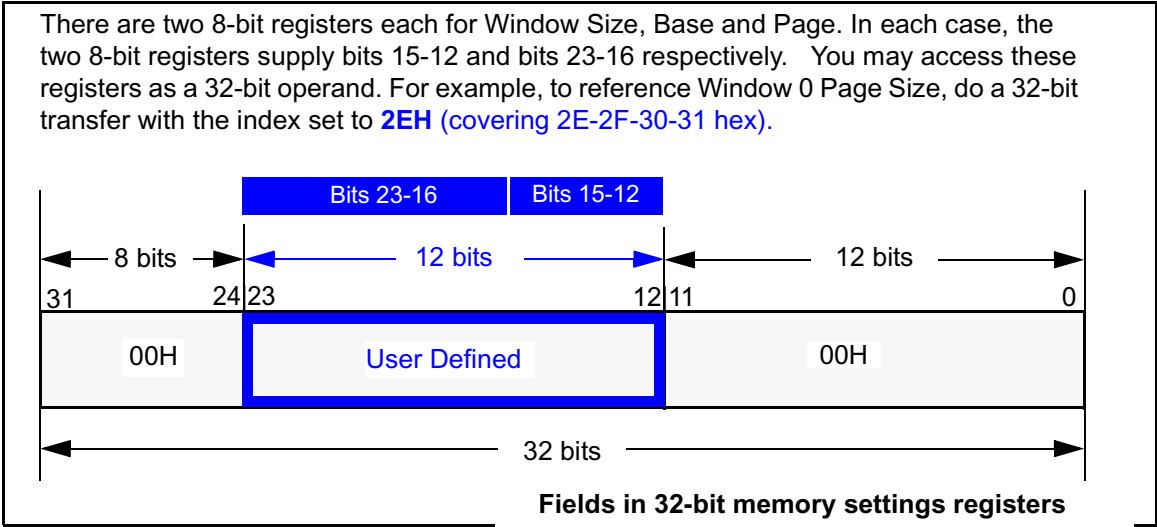 There are two 8-bit registers each for Window Size, Base and Page. In each case, the
two 8-bit registers supply bits 15-12 and bits 23-16 respectively. You may access these
registers as a 32-bit operand. For example, to reference Window 0 Page Size, do a 32-bit
transfer with the index set to 2EH (covering 2E-2F-30-31 hex).
Bits 23-16 Bits 15-12
8 bits 12 bits 12 bits
31 24 23 12 11 0
00H User Defined 00H
32 bits
Fields in 32-bit memory settings registers